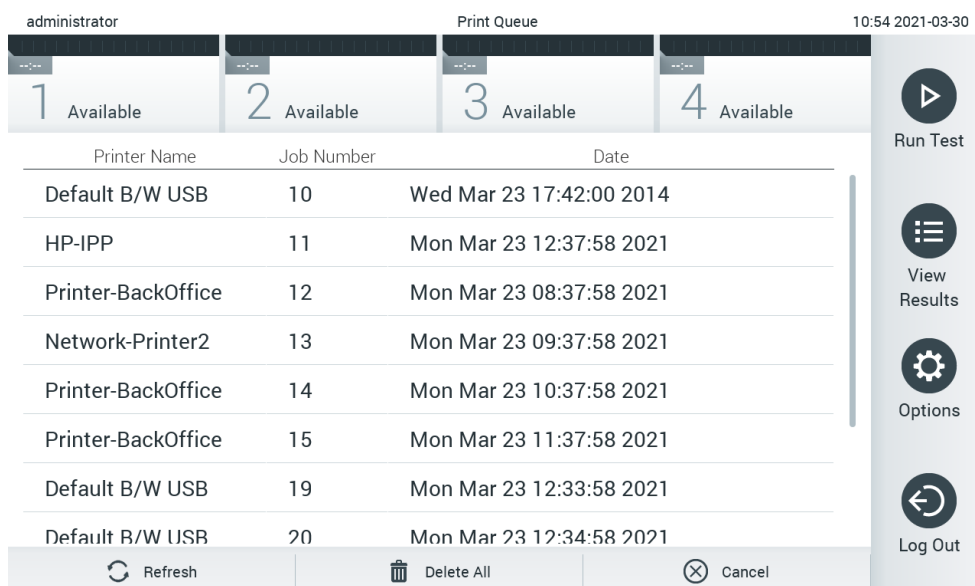 administrator Print Queue 10:54 2021-03-30
--:-- --:-- --:-- --:--
1 Available 2 Available 3 Available 4 Available
Run Test
Printer Name Job Number Date
Default B/W USB 10 Wed Mar 23 17:42:00 2014
HP-IPP 11 Mon Mar 23 12:37:58 2021
View Results
Printer-BackOffice 12 Mon Mar 23 08:37:58 2021
Network-Printer2 13 Mon Mar 23 09:37:58 2021
Printer-BackOffice 14 Mon Mar 23 10:37:58 2021
Options
Printer-BackOffice 15 Mon Mar 23 11:37:58 2021
Default B/W USB 19 Mon Mar 23 12:33:58 2021
Default B/W USB 20 Mon Mar 23 12:34:58 2021
Log Out
Refresh Delete All Cancel